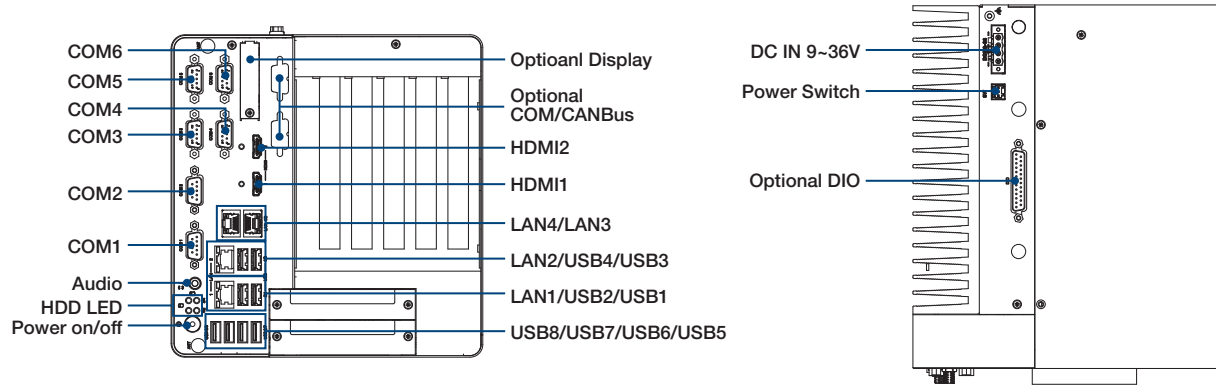 COM6
COM5
COM4
COM3
COM2
COM1
Audio
HDD LED
Power on/off
Optioanl Display
Optional
COM/CANBus
HDMI2
HDMI1
LAN4/LAN3
LAN2/USB4/USB3
LAN1/USB2/USB1
USB8/USB7/USB6/USB5
DC IN 9~36V
Power Switch
Optional DIO